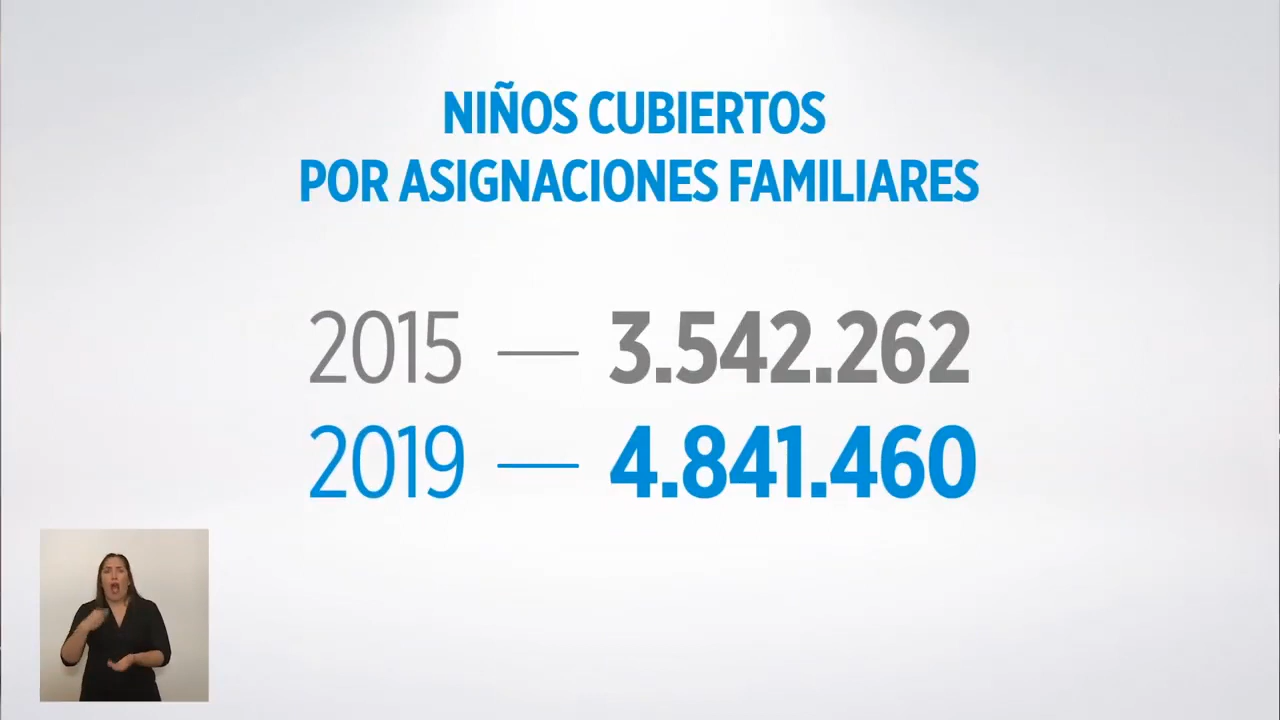 NIÑOS CUBIERTOS
POR ASIGNACIONES FAMILIARES
2015 — 3.542.262
2019 — 4.841.460